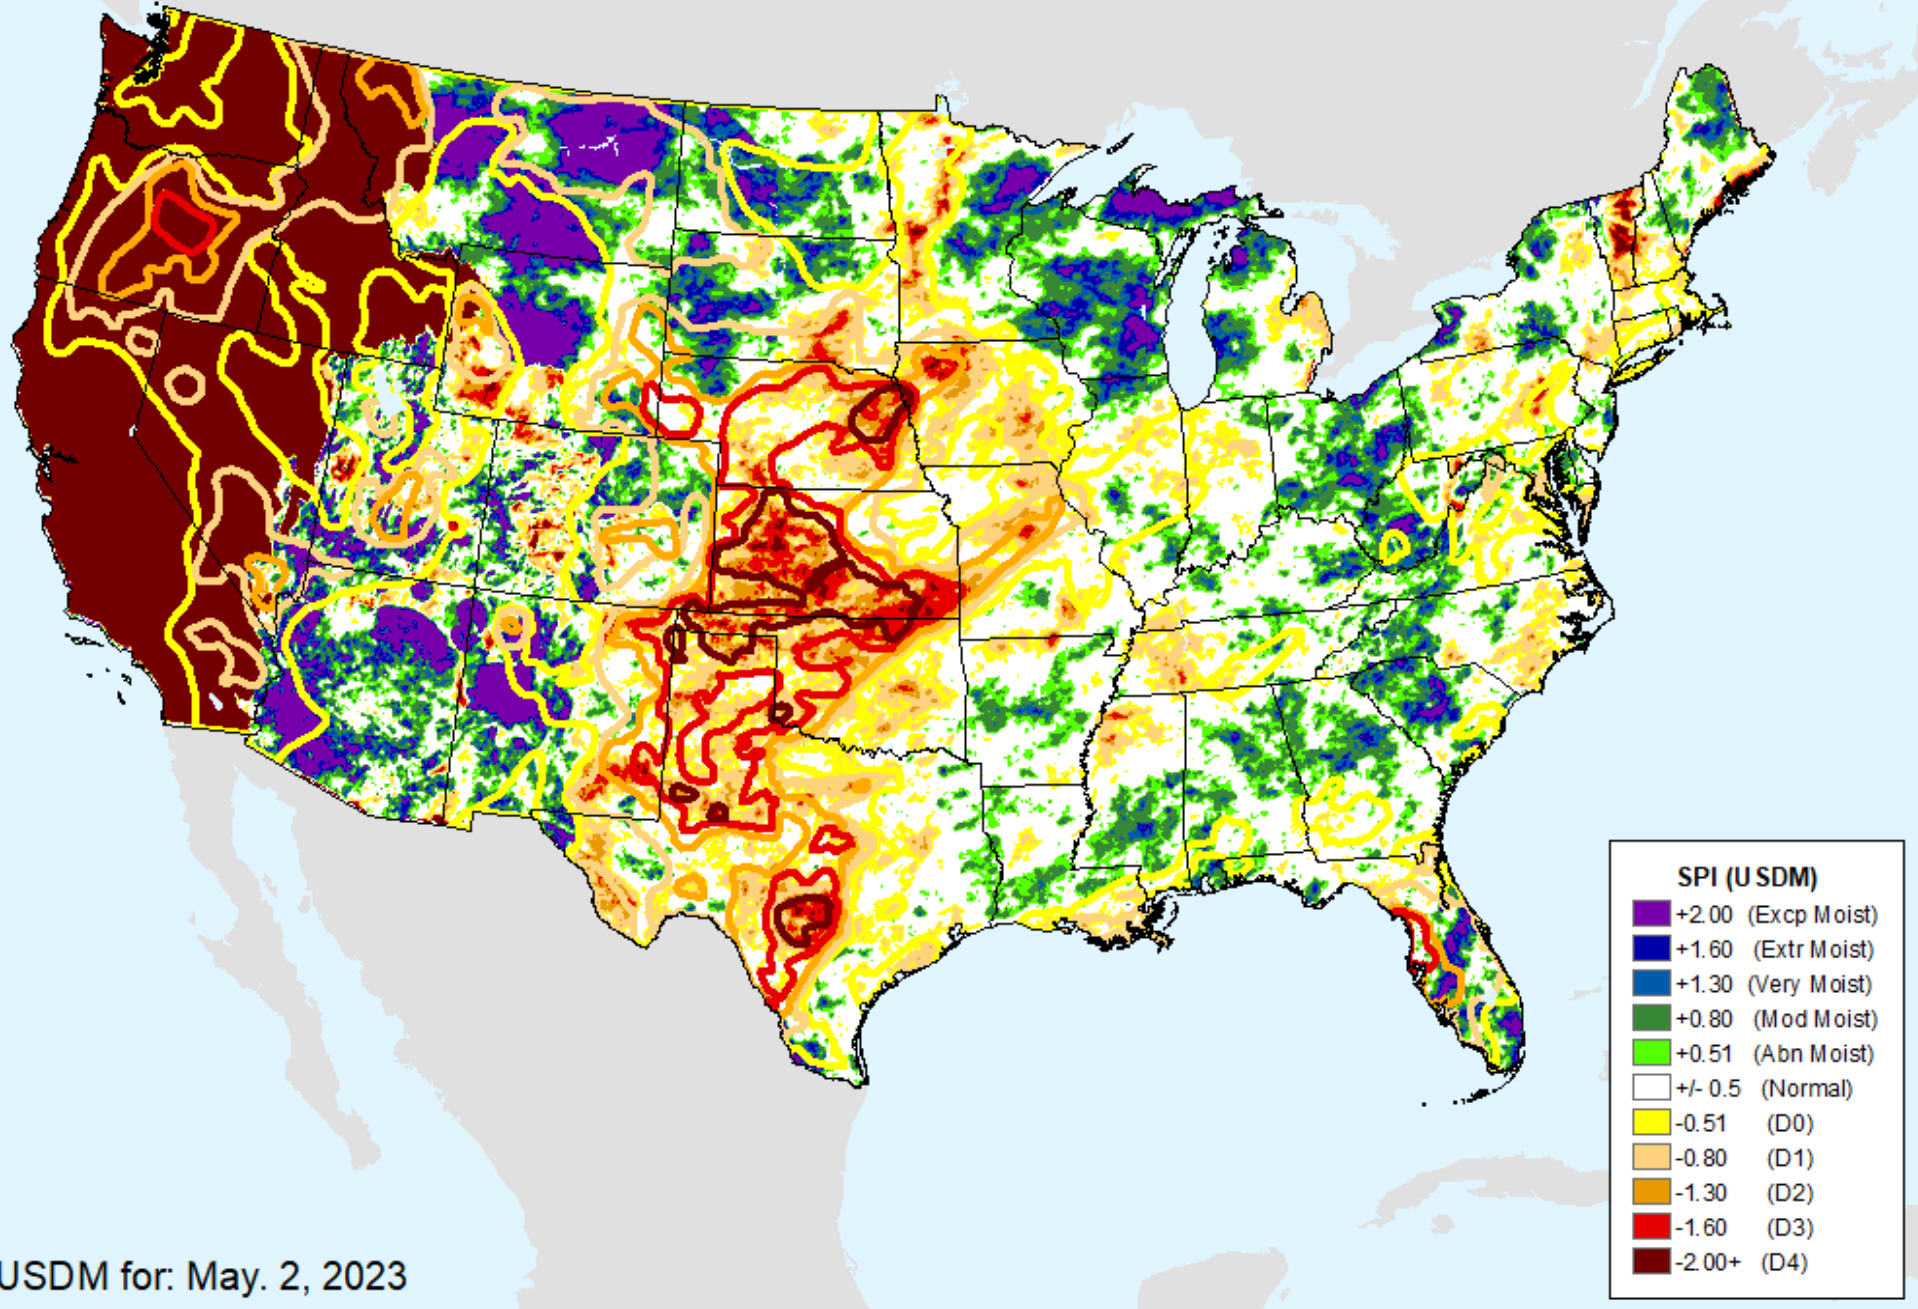 SPI (USDM)
+2.00 (Excp Moist)
+1.60 (Extr Moist)
+1.30 (Very Moist)
+0.80 (Mod Moist)
+0.51 (Abn Moist)
+/- 0.5 (Normal)
-0.51 (D0)
-0.80 (D1)
-1.30 (D2)
-1.60 (D3)
-2.00+ (D4)
USDM for: May. 2, 2023